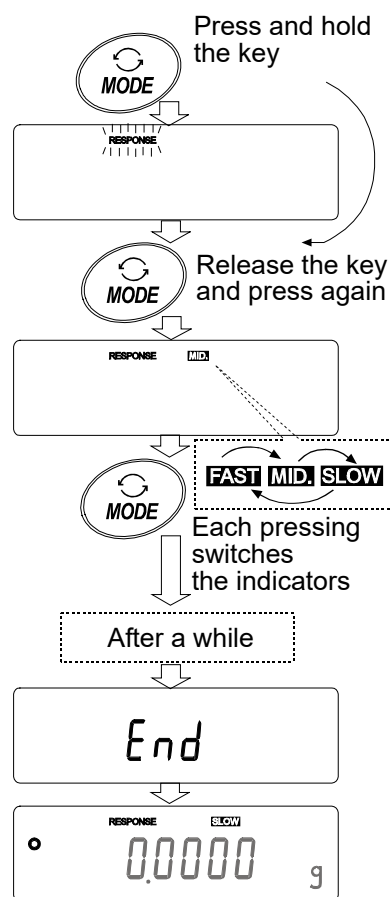 Press and hold
the key
MODE
RESPONSE
Release the key
and press again
MODE
RESPONSE MID.
FAST MID. SLOW
MODE
Each pressing
switches
the indicators
After a while
End
RESPONSE SLOW
0.0000 g